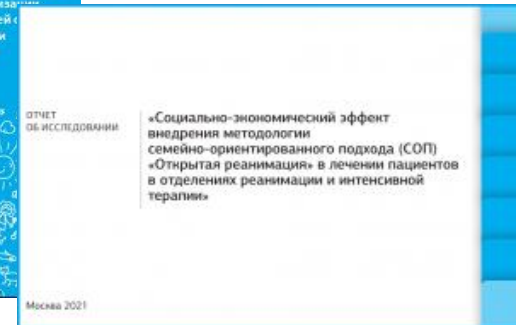 ОТЧЕТ
ОБ ИССЛЕДОВАНИИ
«Социально-экономический эффект
внедрения методологии
семейно-ориентированного подхода (СОП)
«Открытая реанимация» в лечении пациентов
в отделениях реанимации и интенсивной
терапии»
Москва 2021